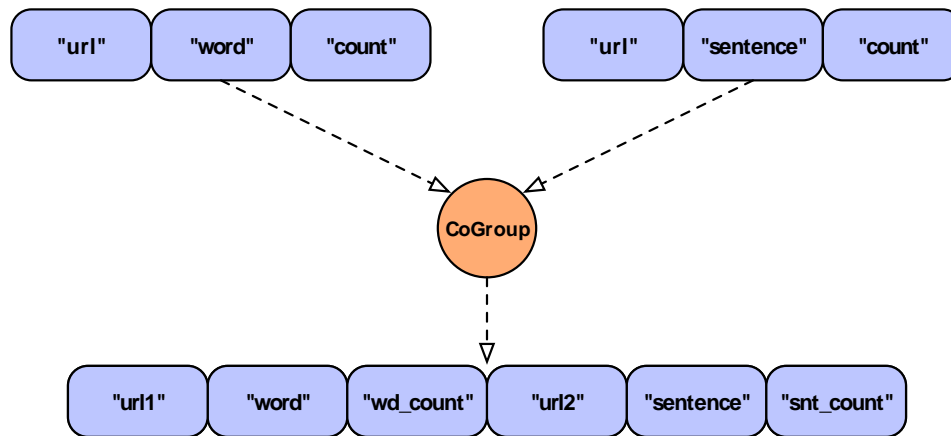 "url" "word" "count"
"url" "sentence" "count"
CoGroup
"url1" "word" "wd_count" "url2" "sentence" "snt_count"